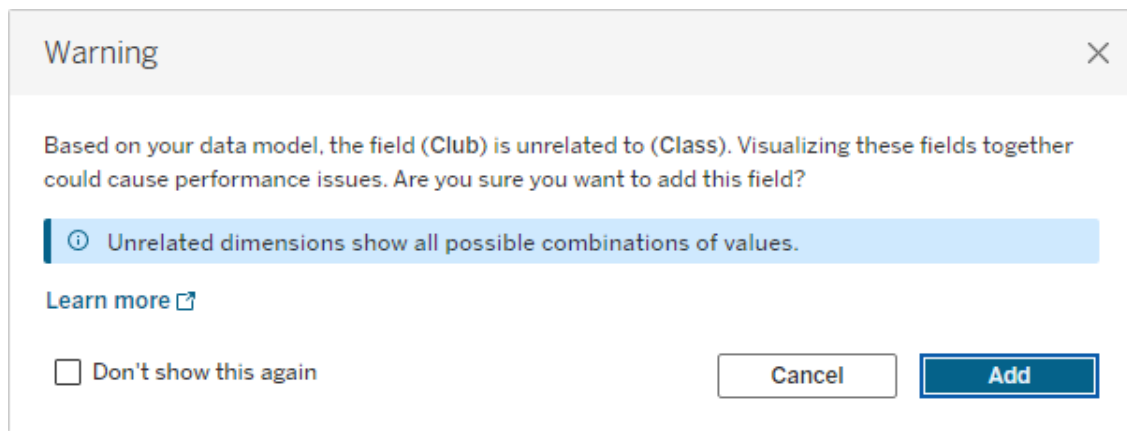 Warning
Based on your data model, the field (Club) is unrelated to (Class). Visualizing these fields together
could cause performance issues. Are you sure you want to add this field?
Unrelated dimensions show all possible combinations of values.
Learn more
Don't show this again
Cancel
Add